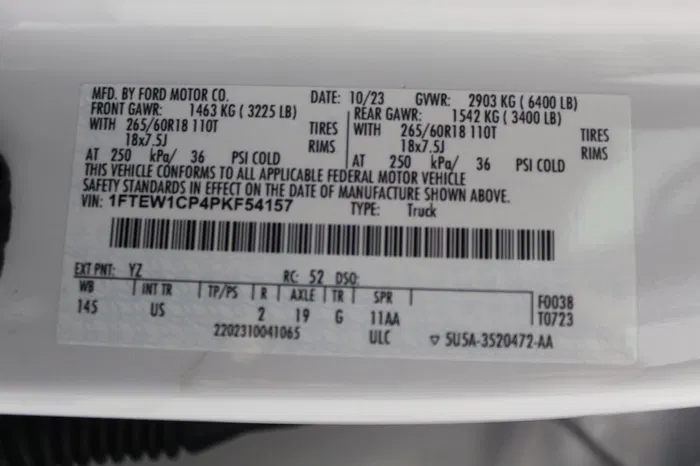 MFD. BY FORD MOTOR CO. DATE: 10/23 GVWR: 2903 KG ( 6400 LB)
FRONT GAWR: 1463 KG ( 3225 LB) REAR GAWR: 1542 KG ( 3400 LB)
WITH 265/60R18 110T TIRES WITH 265/60R18 110T TIRES
18x7.5J RIMS 18x7.5J RIMS
AT 250 kPa/ 36 PSI COLD AT 250 kPa/ 36 PSI COLD
THIS VEHICLE CONFORMS TO ALL APPLICABLE FEDERAL MOTOR VEHICLE
SAFETY STANDARDS IN EFFECT ON THE DATE OF MANUFACTURE SHOWN ABOVE.
VIN: 1FTEW1CP4PKF54157 TYPE: Truck
EXT PNT: YZ RC: 52 DSO:
WB INT TR TP/PS R AXLE TR SPR F0038
145 US 2 19 G 11AA T0723
2202310041065 ULC ▽ 5U5A-3520472-AA